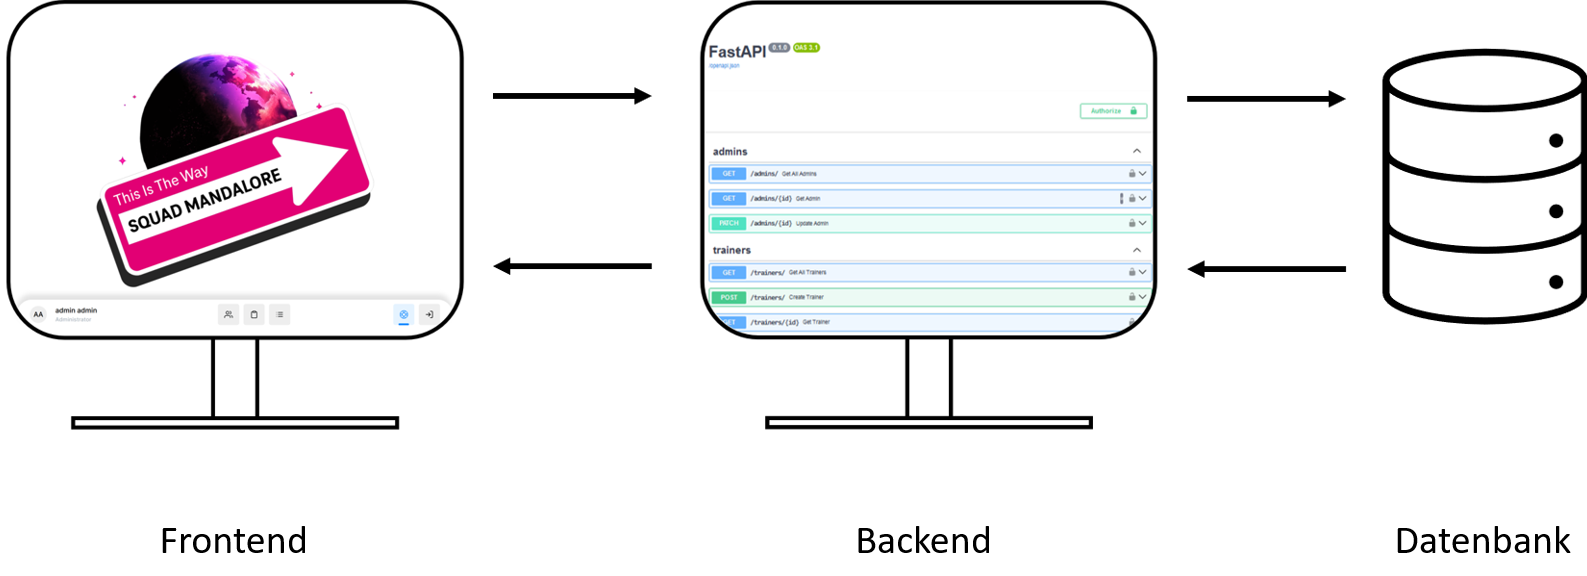 This Is The Way
SQUAD MANDALORE
AA
admin admin
Administrator
FastAPI 0.1.0 OAS 3.1
/openapi.json
Authorize
admins
GET /admins/ Get All Admins
GET /admins/{id} Get Admin
PATCH /admins/{id} Update Admin
trainers
GET /trainers/ Get All Trainers
POST /trainers/ Create Trainer
GET /trainers/{id} Get Trainer
Frontend
Backend
Datenbank